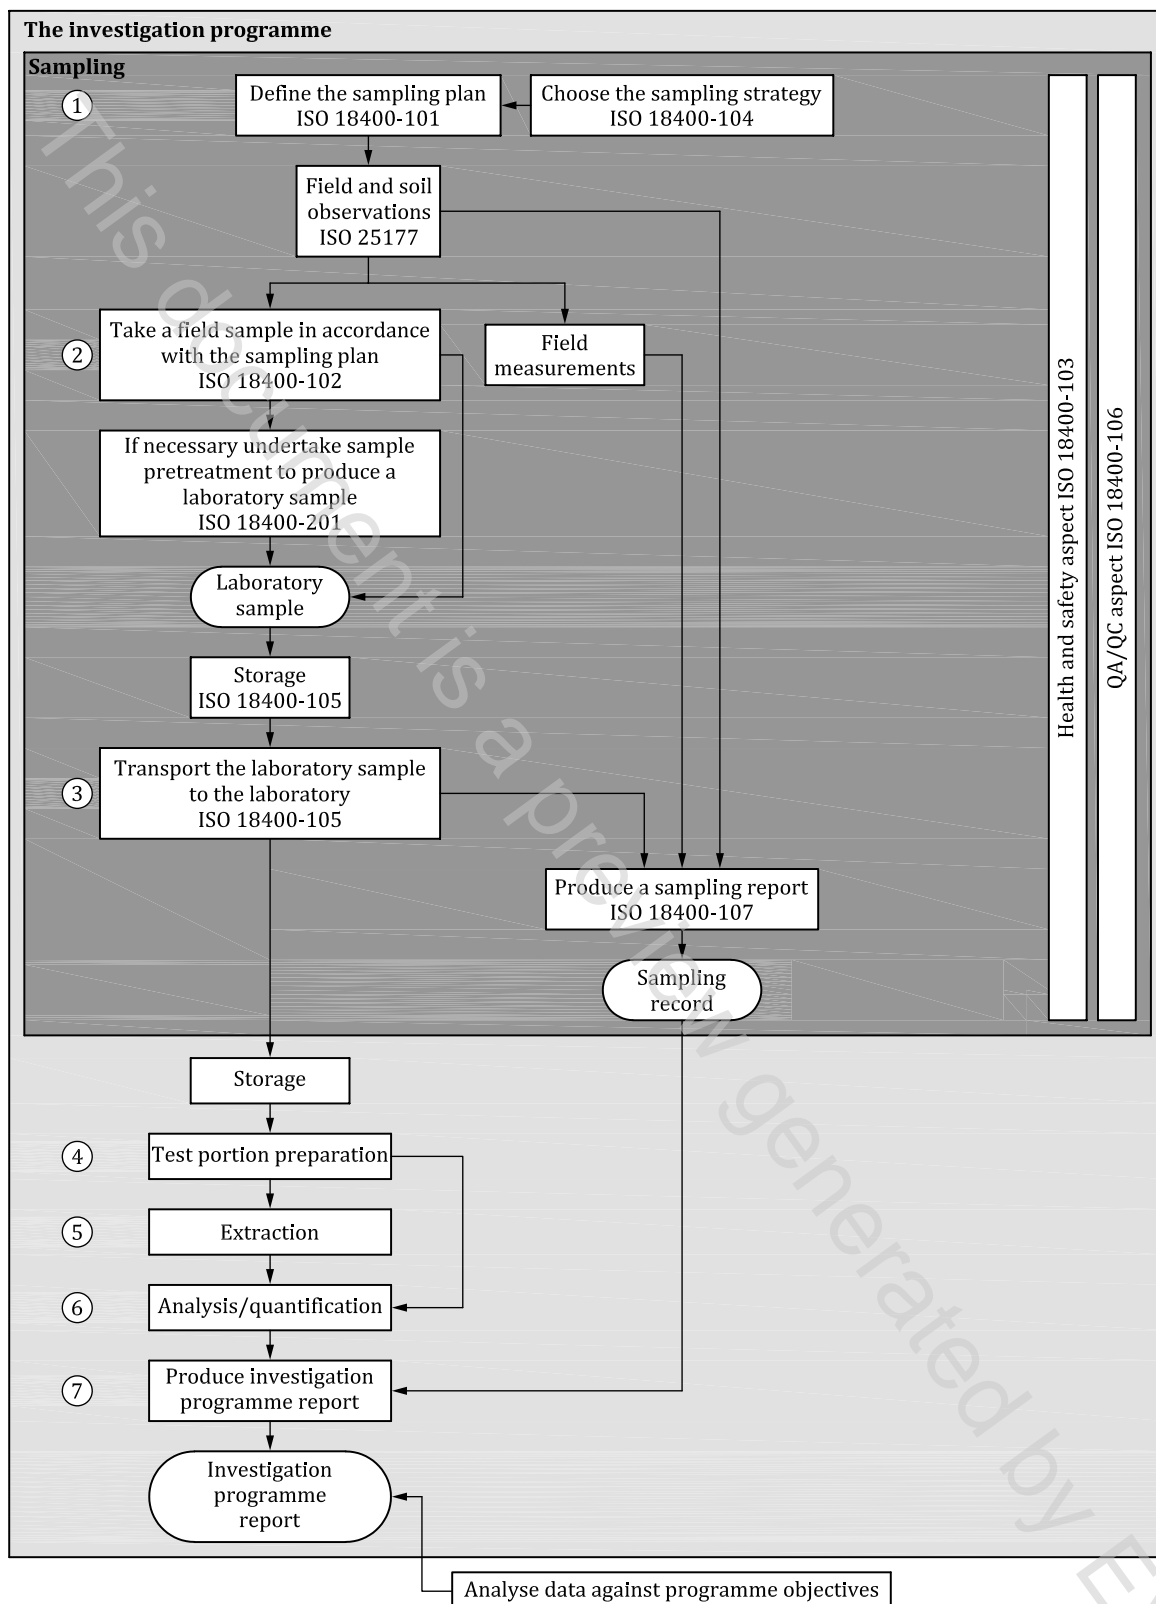 The investigation programme
Sampling
1
Define the sampling plan
ISO 18400-101
Choose the sampling strategy
ISO 18400-104
Field and soil
observations
ISO 25177
2
Take a field sample in accordance
with the sampling plan
ISO 18400-102
Field
measurements
If necessary undertake sample
pretreatment to produce a
laboratory sample
ISO 18400-201
Laboratory
sample
Storage
ISO 18400-105
3
Transport the laboratory sample
to the laboratory
ISO 18400-105
Produce a sampling report
ISO 18400-107
Sampling
record
Health and safety aspect ISO 18400-103
QA/QC aspect ISO 18400-106
Storage
4
Test portion preparation
5
Extraction
6
Analysis/quantification
7
Produce investigation
programme report
Investigation
programme
report
Analyse data against programme objectives
This document is a preview generated by